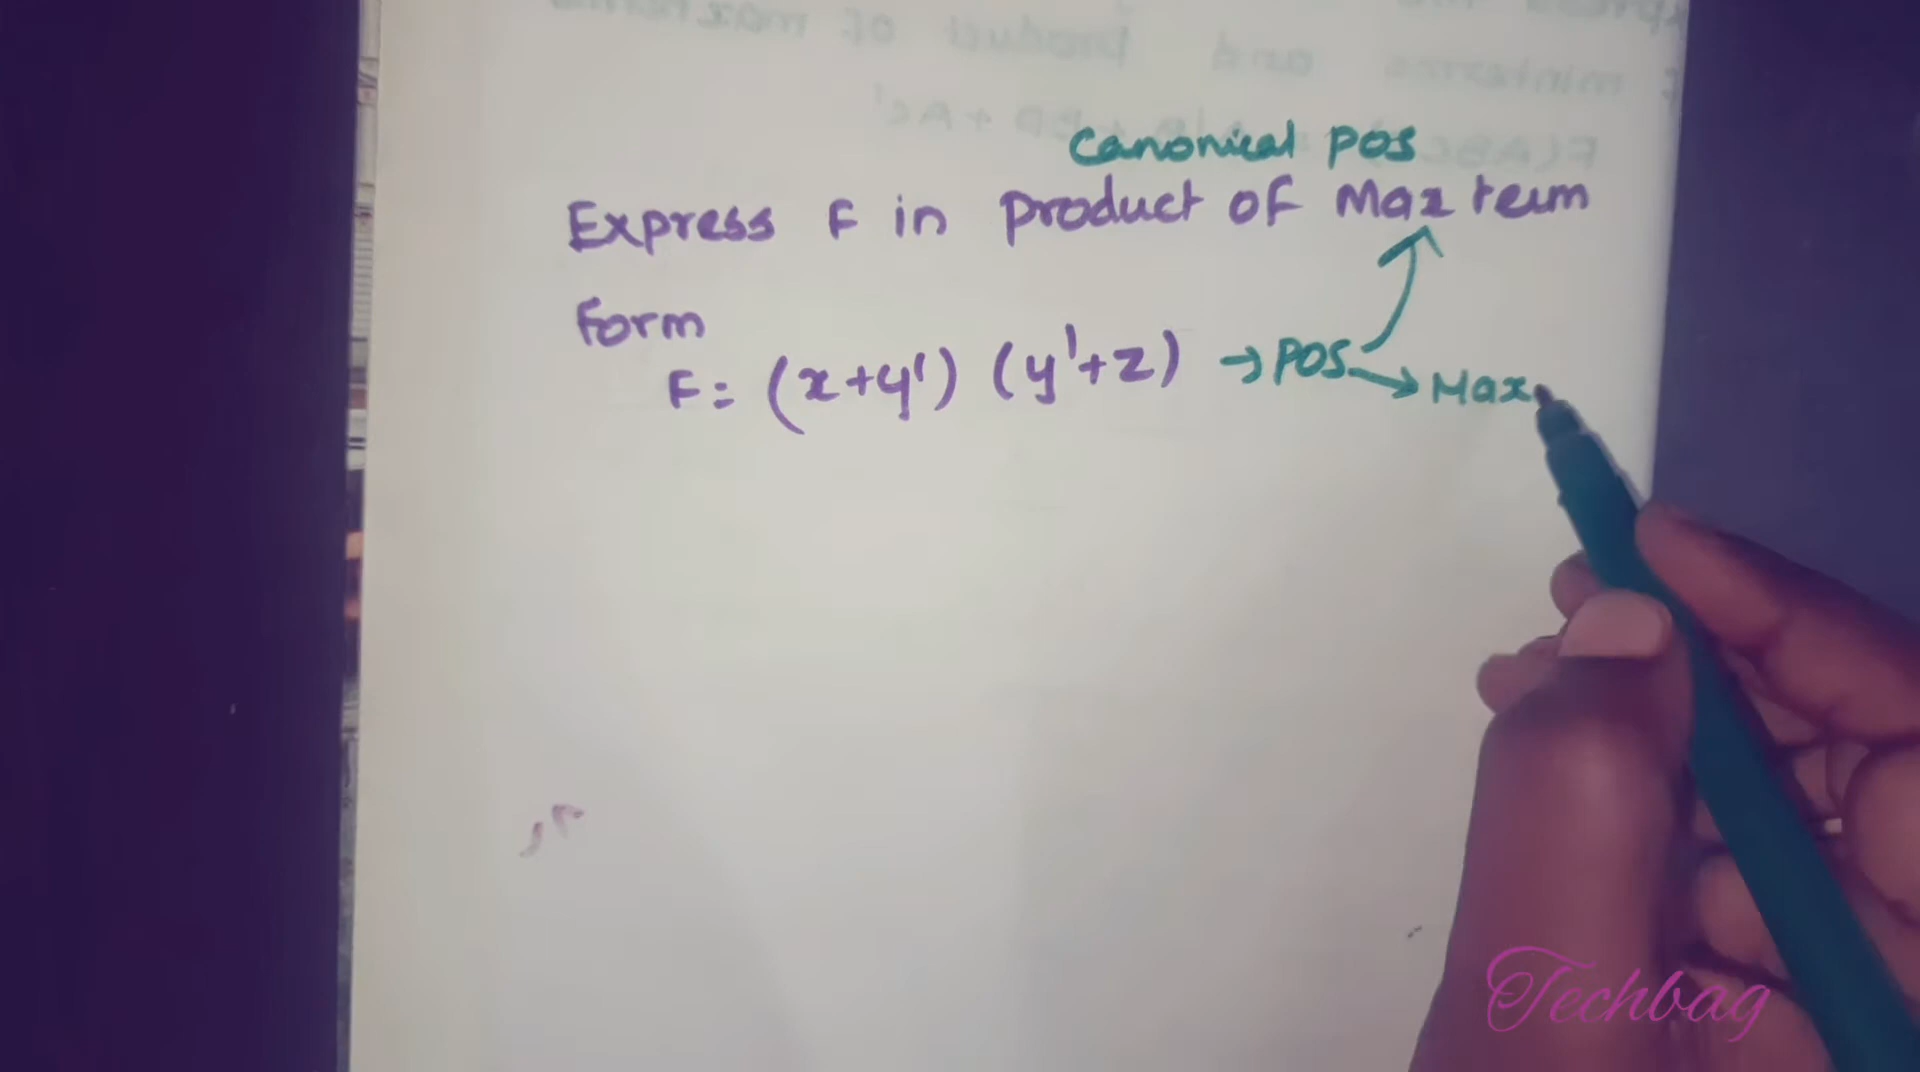 canonical POS
Express F in product of Max term
Form
F = (x+y') (y'+z) → POS → Max
Techbag